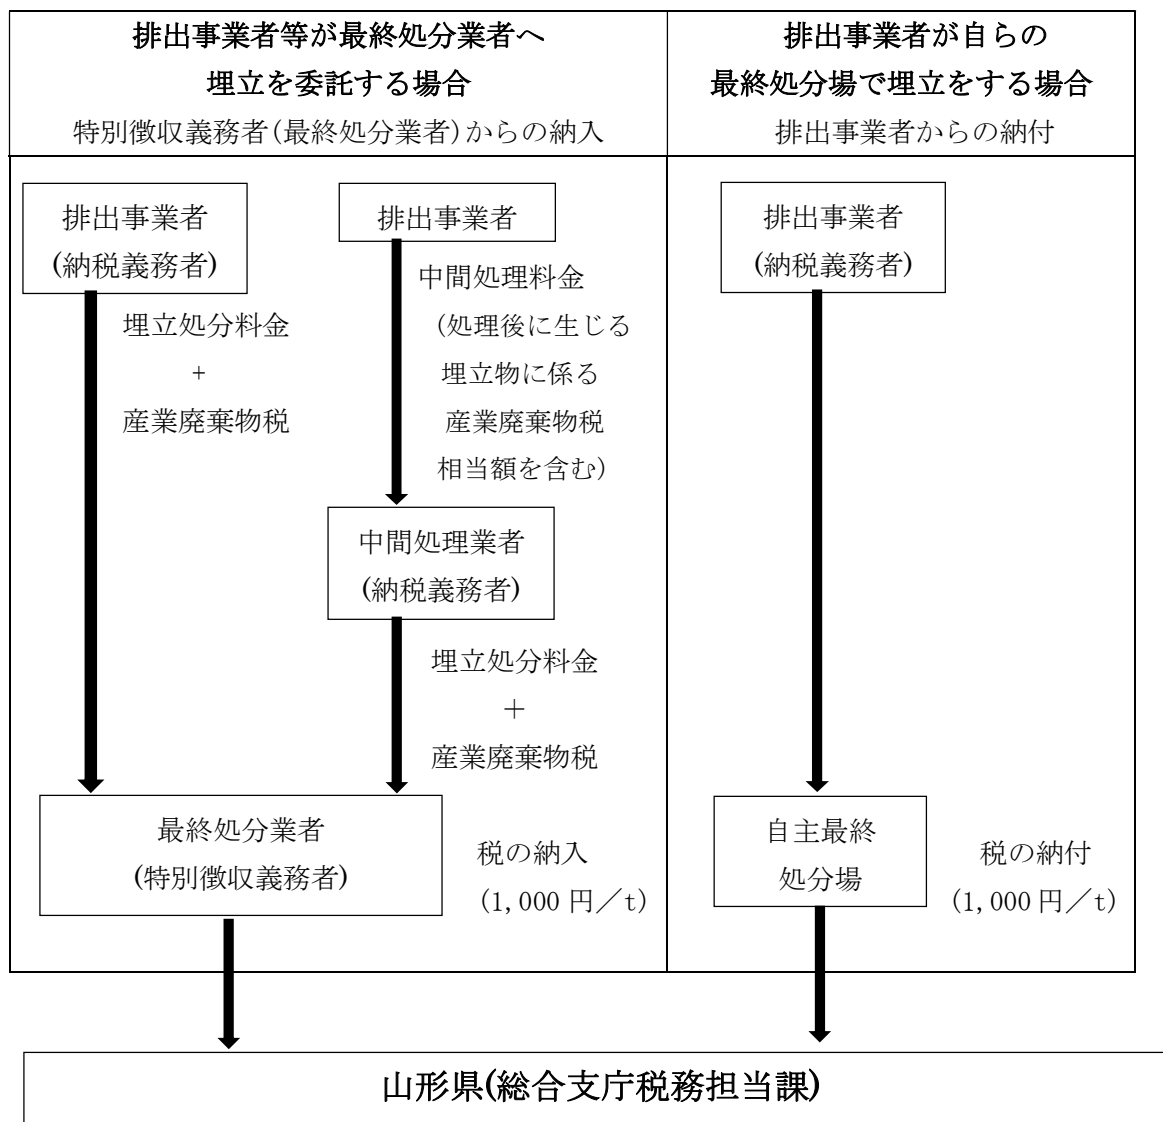 排出事業者等が最終処分業者へ
埋立を委託する場合
特別徴収義務者(最終処分業者)からの納入
排出事業者が自らの
最終処分場で埋立をする場合
排出事業者からの納付
排出事業者
(納税義務者)
埋立処分料金
+
産業廃棄物税
排出事業者
中間処理料金
（処理後に生じる
埋立物に係る
産業廃棄物税
相当額を含む）
中間処理業者
(納税義務者)
埋立処分料金
＋
産業廃棄物税
最終処分業者
(特別徴収義務者)
税の納入
(1,000 円／t)
排出事業者
(納税義務者)
自主最終
処分場
税の納付
(1,000 円／t)
山形県(総合支庁税務担当課)